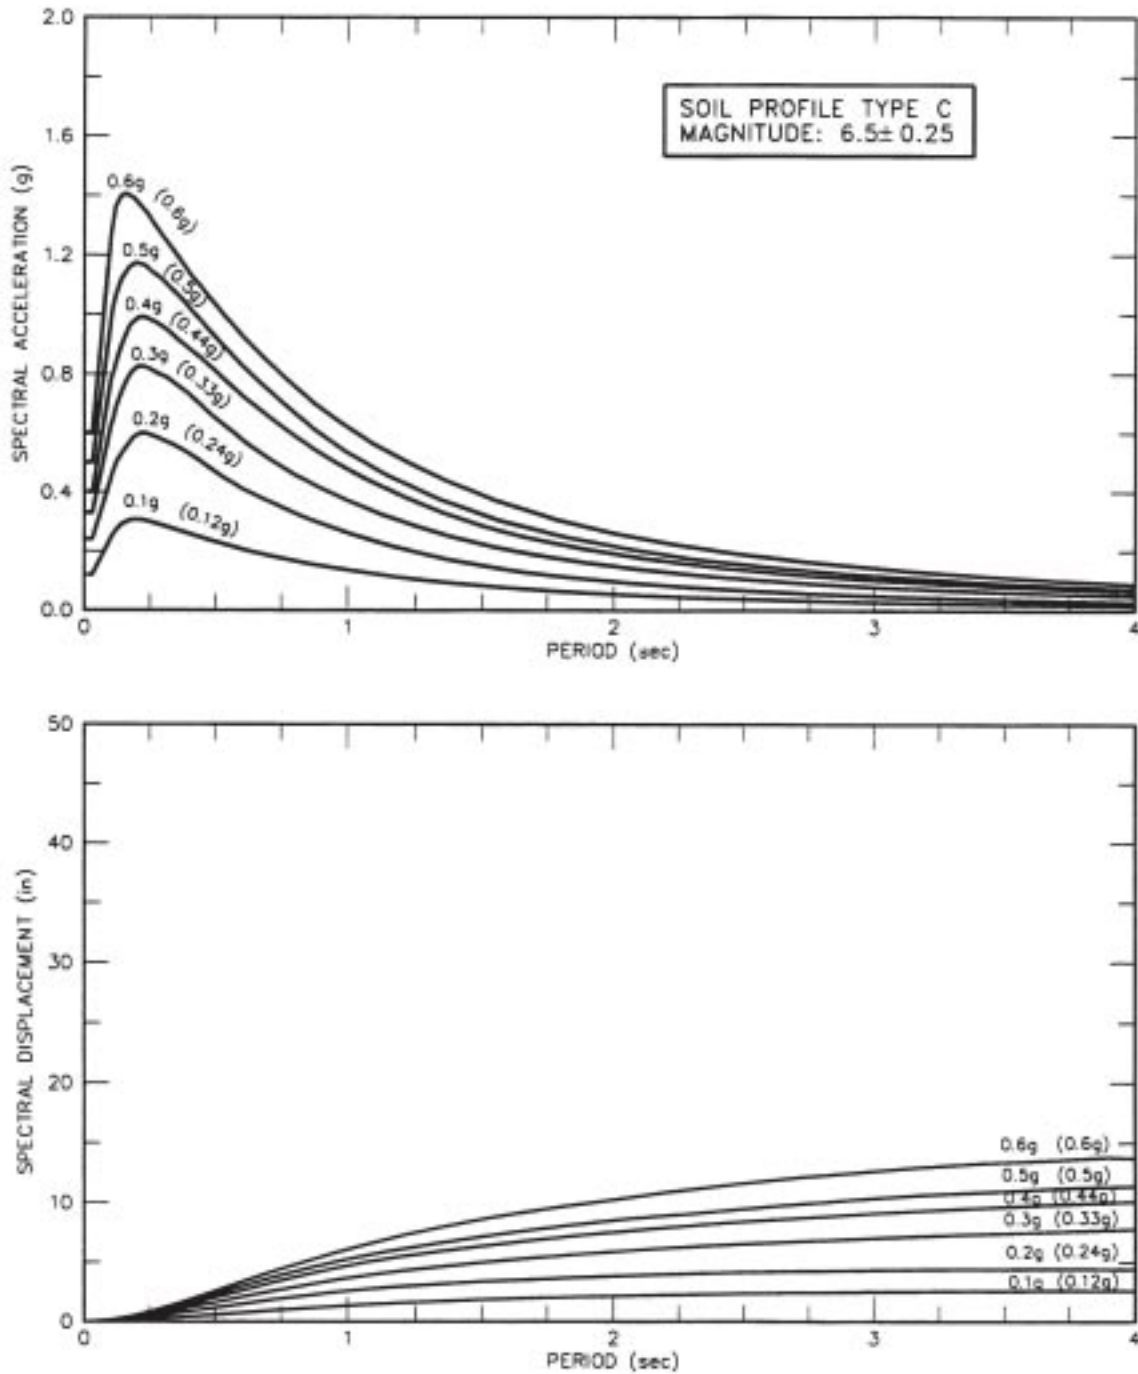 2.0
SOIL PROFILE TYPE C
MAGNITUDE: 6.5± 0.25
1.6
SPECTRAL ACCELERATION (g)
0.6g (0.6g)
1.2
0.5g (0.5g)
0.4g (0.44g)
0.3g (0.33g)
0.8
0.2g (0.24g)
0.4
0.1g (0.12g)
0.0
0 1 2 3 4
PERIOD (sec)
50
40
SPECTRAL DISPLACEMENT (in)
30
20
0.6g (0.6g)
0.5g (0.5g)
10
0.4g (0.44g)
0.3g (0.33g)
0.2g (0.24g)
0.1g (0.12g)
0
0 1 2 3 4
PERIOD (sec)